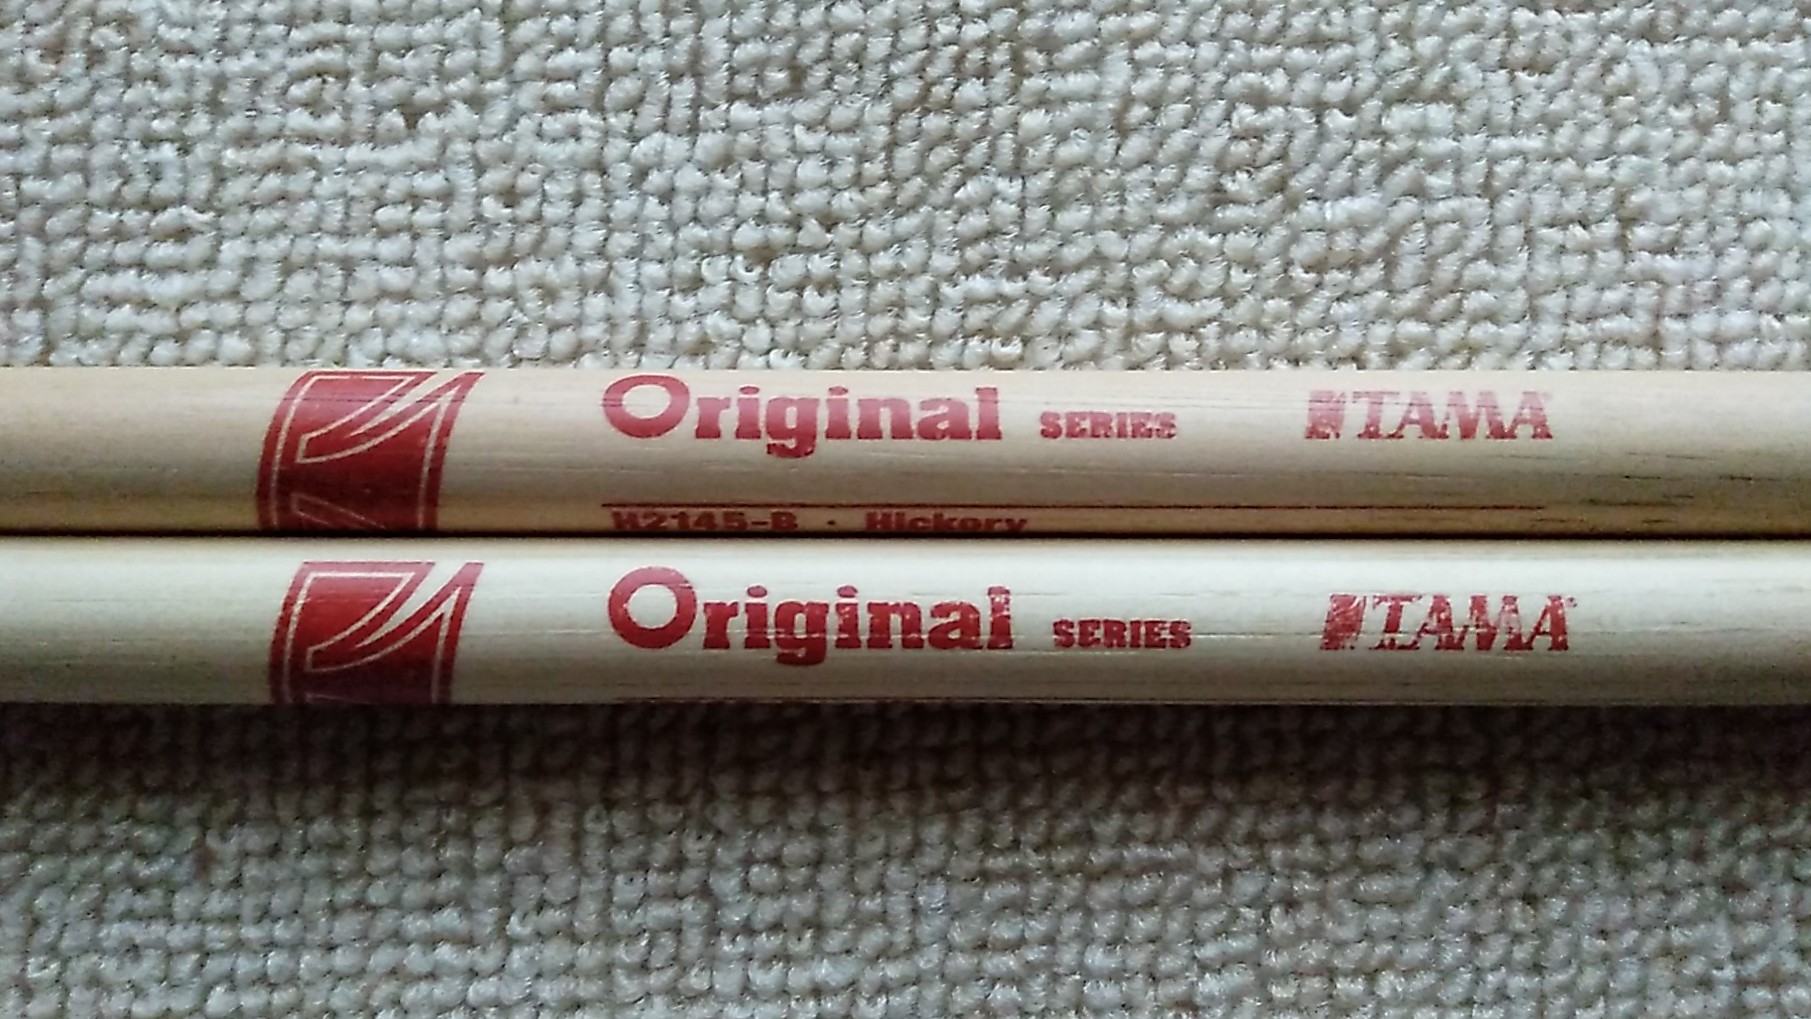 Original SERIES TAMA
H2145-B · Hickory
Original SERIES TAMA